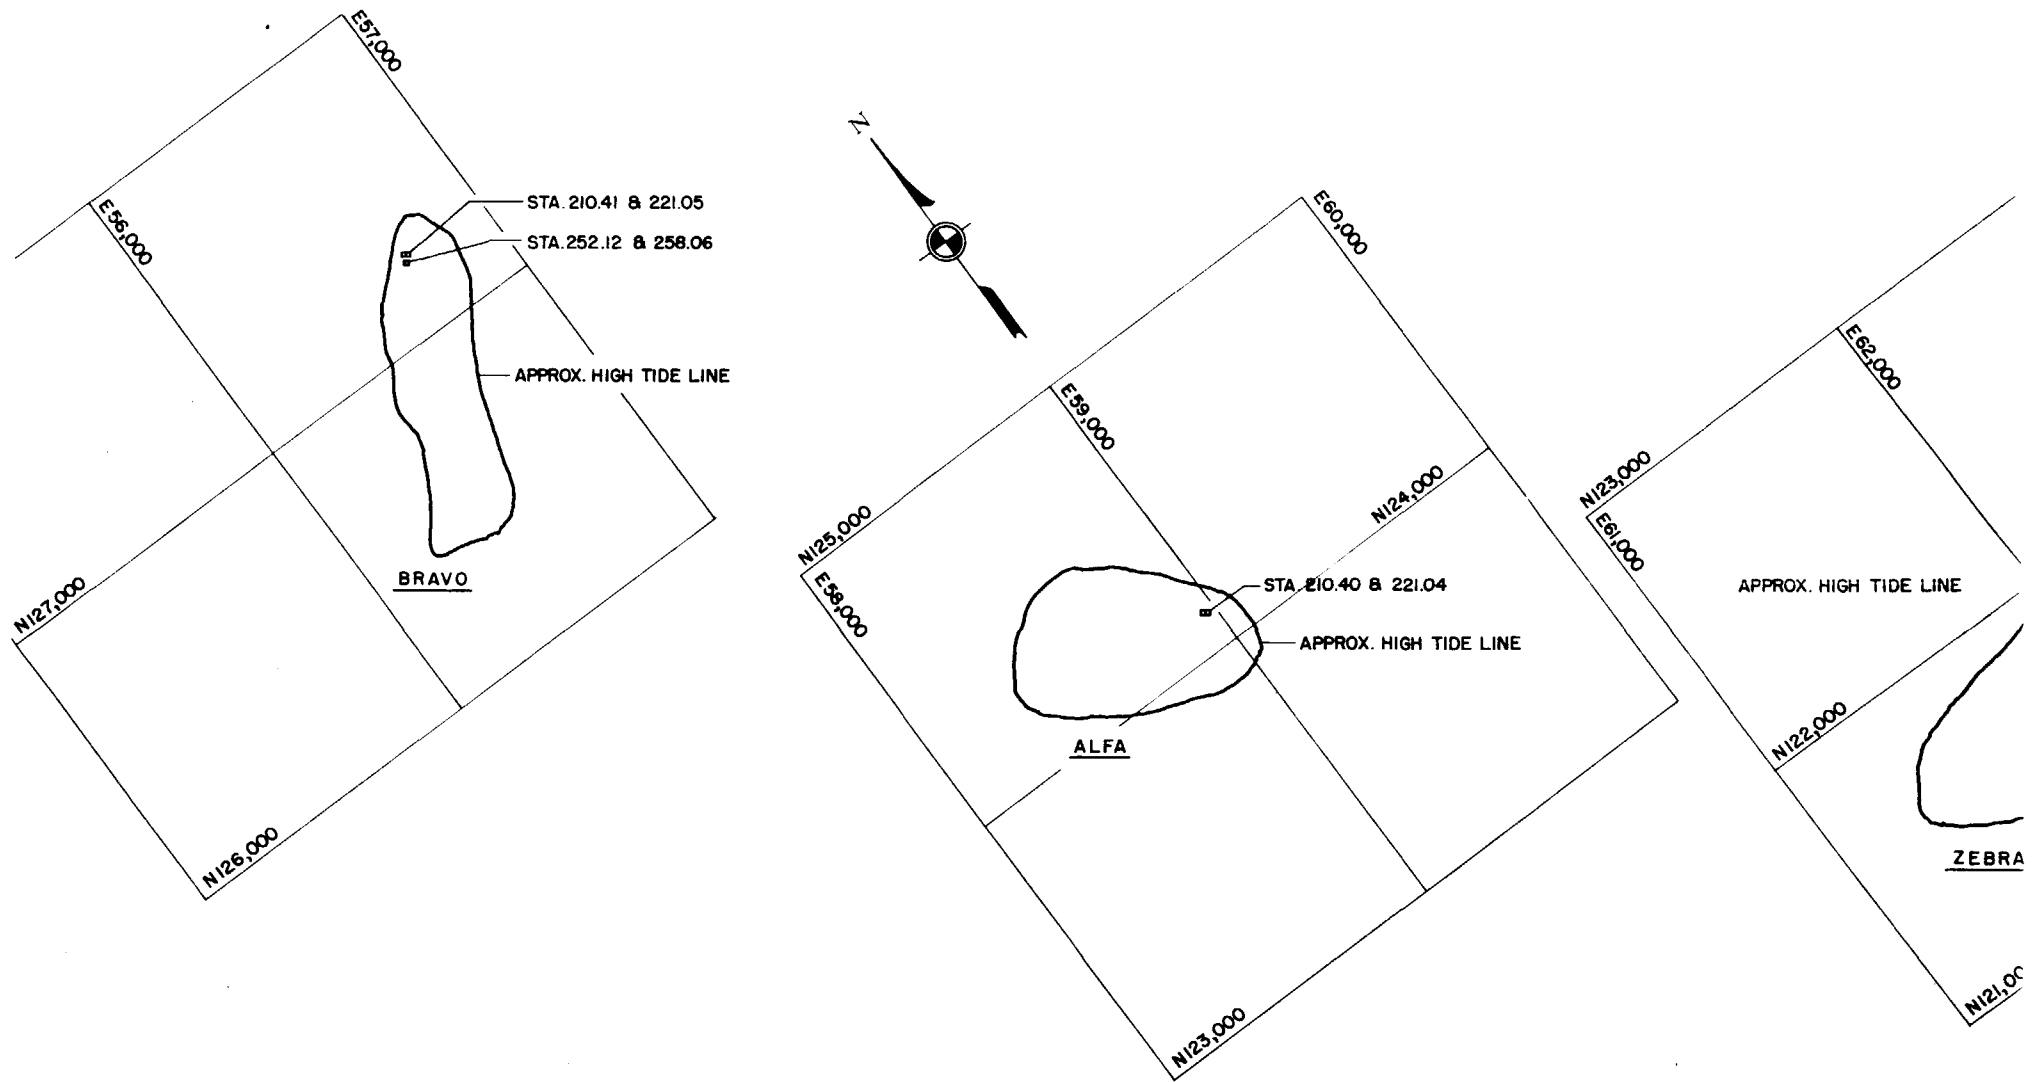 E57,000
E56,000
STA. 210.41 & 221.05
STA. 252.12 & 258.06
APPROX. HIGH TIDE LINE
BRAVO
N127,000
N126,000
N
E60,000
E59,000
N125,000
E58,000
N124,000
STA. 210.40 & 221.04
APPROX. HIGH TIDE LINE
ALFA
N123,000
E62,000
N123,000
E61,000
APPROX. HIGH TIDE LINE
N122,000
ZEBRA
N121,00